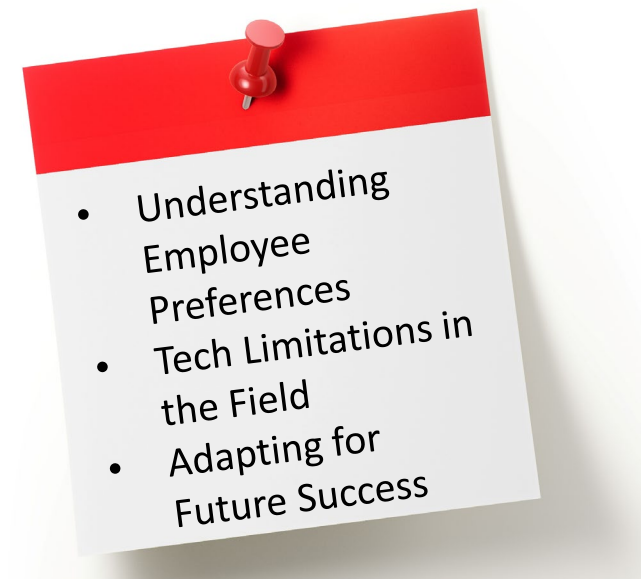 • Understanding
Employee
Preferences
• Tech Limitations in
the Field
• Adapting for
Future Success